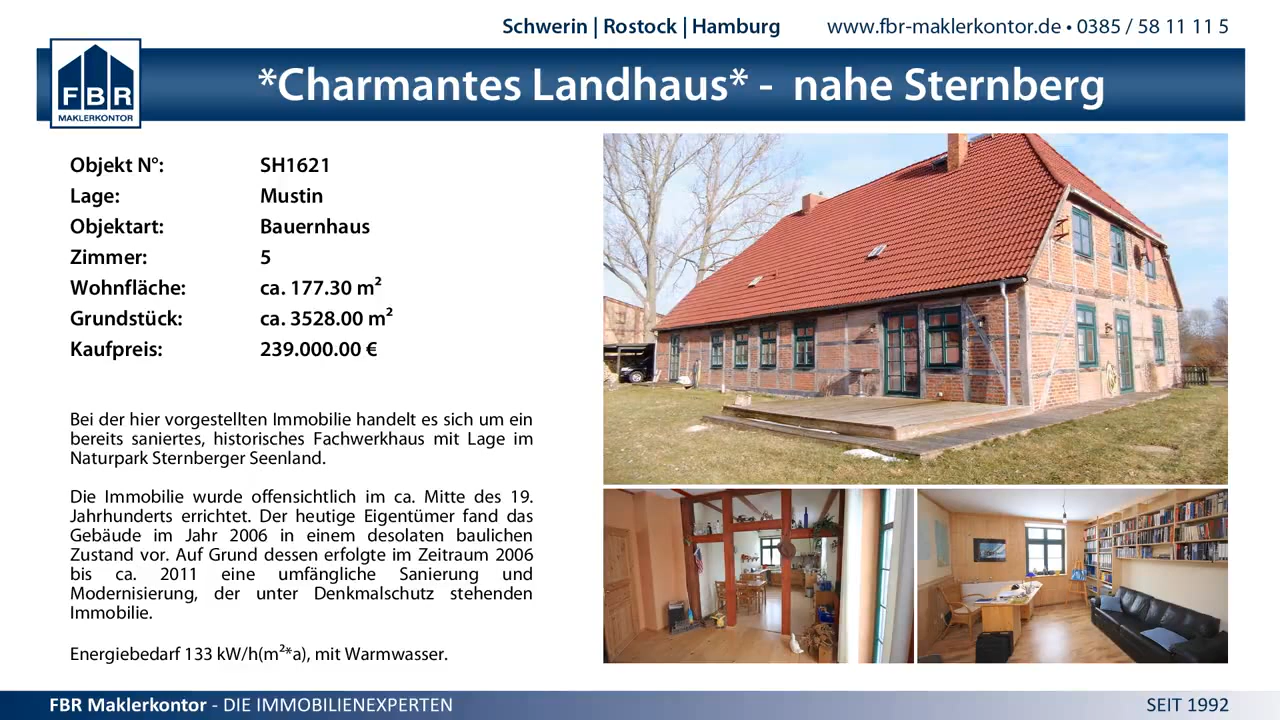 Schwerin | Rostock | Hamburg www.fbr-maklerkontor.de • 0385 / 58 11 11 5
FBR
MAKLERKONTOR
*Charmantes Landhaus* - nahe Sternberg
Objekt N°: SH1621
Lage: Mustin
Objektart: Bauernhaus
Zimmer: 5
Wohnfläche: ca. 177.30 m²
Grundstück: ca. 3528.00 m²
Kaufpreis: 239.000.00 €
Bei der hier vorgestellten Immobilie handelt es sich um ein
bereits saniertes, historisches Fachwerkhaus mit Lage im
Naturpark Sternberger Seenland.
Die Immobilie wurde offensichtlich im ca. Mitte des 19.
Jahrhunderts errichtet. Der heutige Eigentümer fand das
Gebäude im Jahr 2006 in einem desolaten baulichen
Zustand vor. Auf Grund dessen erfolgte im Zeitraum 2006
bis ca. 2011 eine umfängliche Sanierung und
Modernisierung, der unter Denkmalschutz stehenden
Immobilie.
Energiebedarf 133 kW/h(m²*a), mit Warmwasser.
FBR Maklerkontor - DIE IMMOBILIENEXPERTEN SEIT 1992